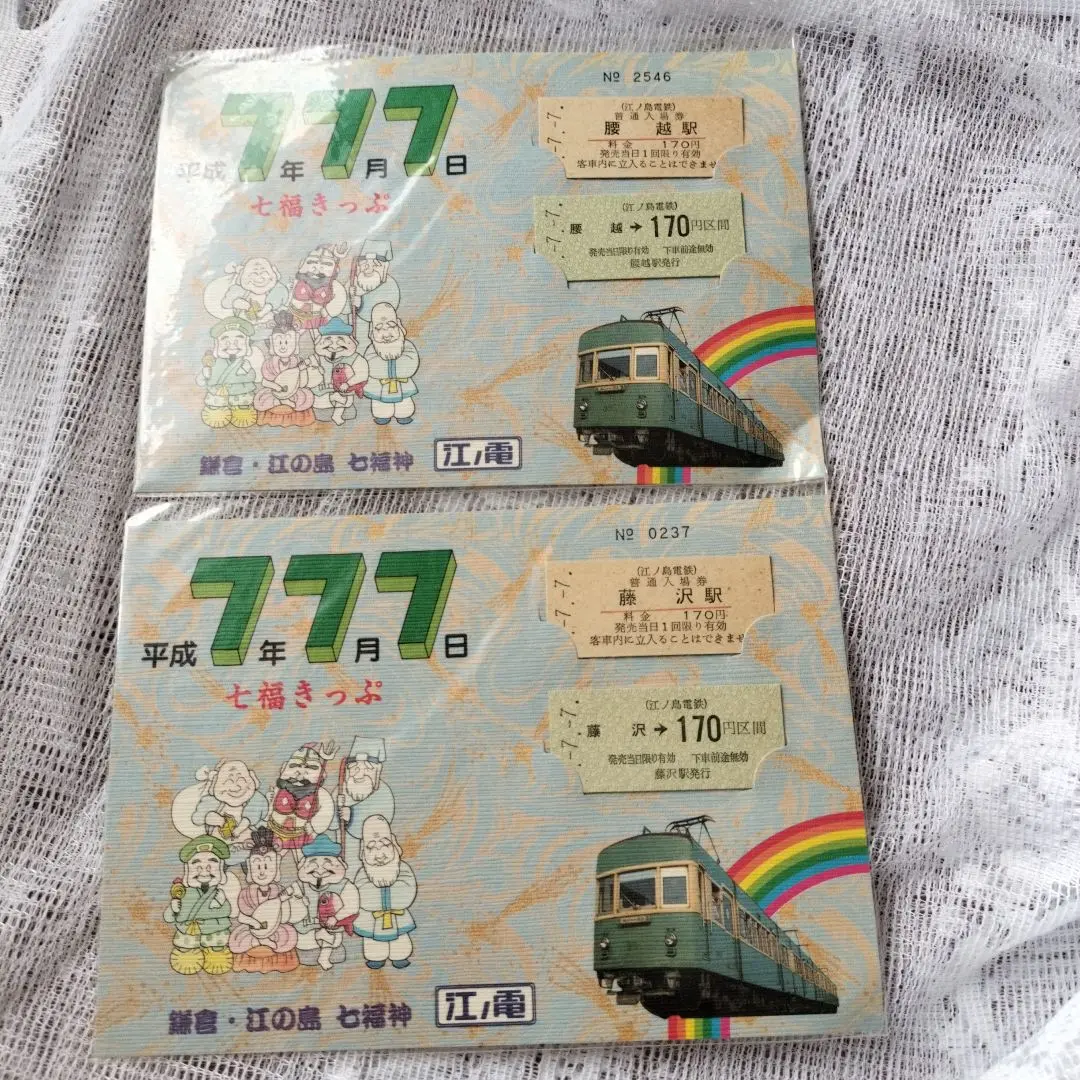 平成7年7月7日
七福きっぷ
鎌倉・江の島 七福神
江ノ電
№ 2546
7.-7.
(江ノ島電鉄)
普通入場券
腰越駅
料金 170円
発売当日1回限り有効
客車内に立入ることはできませ
-7.-7.
(江ノ島電鉄)
腰越→170円区間
発売当日限り有効 下車前途無効
腰越駅発行
平成7年7月7日
七福きっぷ
鎌倉・江の島 七福神
江ノ電
№ 0237
7.-7.
(江ノ島電鉄)
普通入場券
藤沢駅
料金 170円
発売当日1回限り有効
客車内に立入ることはできませ
-7.-7.
(江ノ島電鉄)
藤沢→170円区間
発売当日限り有効 下車前途無効
藤沢駅発行